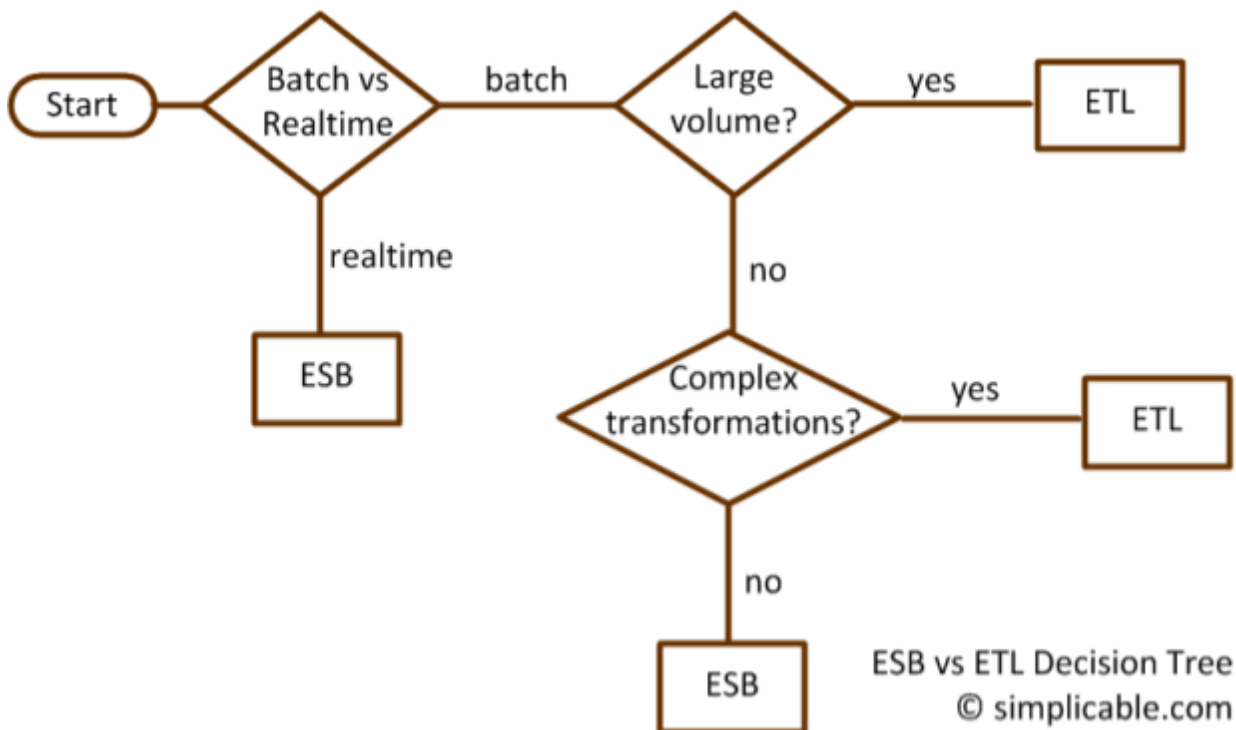 Start
Batch vs
Realtime
batch
Large
volume?
yes
ETL
realtime
no
ESB
Complex
transformations?
yes
ETL
no
ESB
ESB vs ETL Decision Tree
© simplicable.com